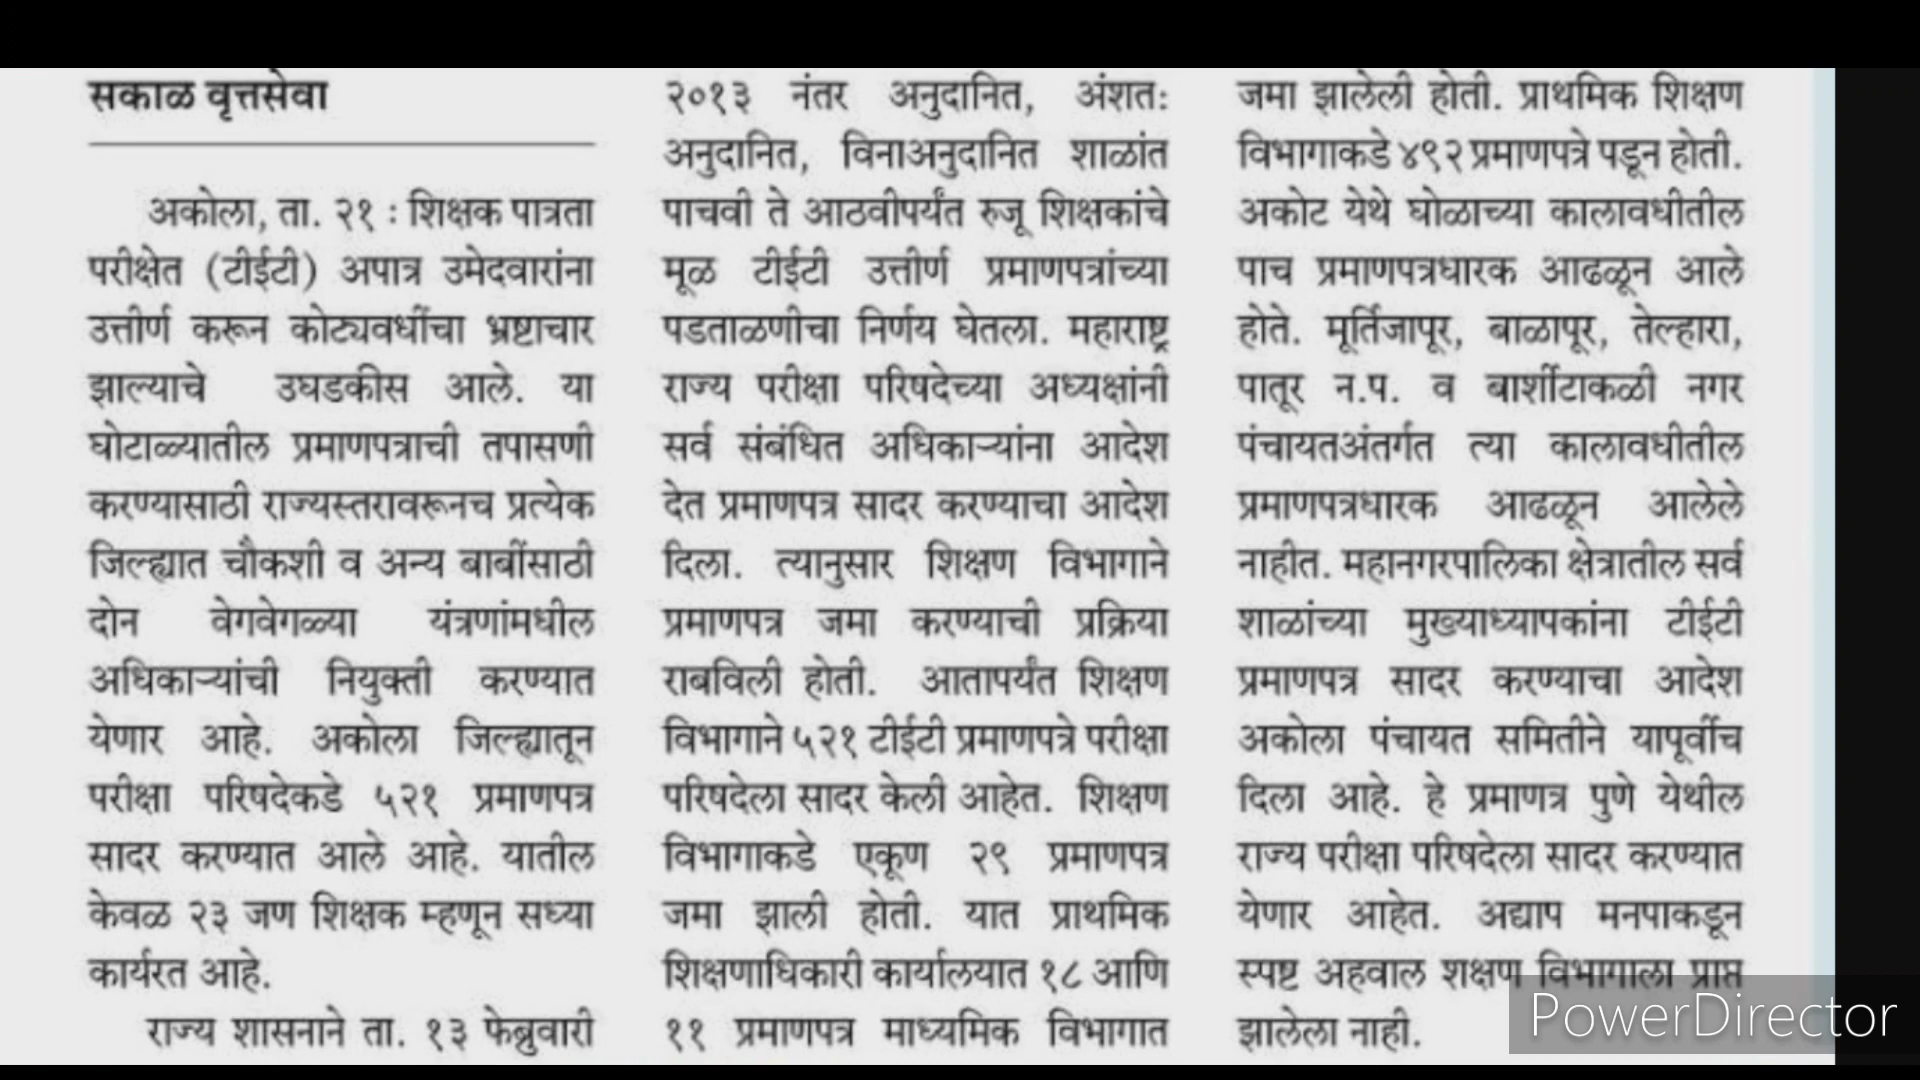 सकाळ वृत्तसेवा
अकोला, ता. २१ : शिक्षक पात्रता
परीक्षेत (टीईटी) अपात्र उमेदवारांना
उत्तीर्ण करून कोट्यवधींचा भ्रष्टाचार
झाल्याचे उघडकीस आले. या
घोटाळ्यातील प्रमाणपत्राची तपासणी
करण्यासाठी राज्यस्तरावरूनच प्रत्येक
जिल्ह्यात चौकशी व अन्य बाबींसाठी
दोन वेगवेगळ्या यंत्रणांमधील
अधिकाऱ्यांची नियुक्ती करण्यात
येणार आहे. अकोला जिल्ह्यातून
परीक्षा परिषदेकडे ५२१ प्रमाणपत्र
सादर करण्यात आले आहे. यातील
केवळ २३ जण शिक्षक म्हणून सध्या
कार्यरत आहे.
राज्य शासनाने ता. १३ फेब्रुवारी
२०१३ नंतर अनुदानित, अंशतः
अनुदानित, विनाअनुदानित शाळांत
पाचवी ते आठवीपर्यंत रुजू शिक्षकांचे
मूळ टीईटी उत्तीर्ण प्रमाणपत्रांच्या
पडताळणीचा निर्णय घेतला. महाराष्ट्र
राज्य परीक्षा परिषदेच्या अध्यक्षांनी
सर्व संबंधित अधिकाऱ्यांना आदेश
देत प्रमाणपत्र सादर करण्याचा आदेश
दिला. त्यानुसार शिक्षण विभागाने
प्रमाणपत्र जमा करण्याची प्रक्रिया
राबविली होती. आतापर्यंत शिक्षण
विभागाने ५२१ टीईटी प्रमाणपत्रे परीक्षा
परिषदेला सादर केली आहेत. शिक्षण
विभागाकडे एकूण २९ प्रमाणपत्र
जमा झाली होती. यात प्राथमिक
शिक्षणाधिकारी कार्यालयात १८ आणि
११ प्रमाणपत्र माध्यमिक विभागात
जमा झालेली होती. प्राथमिक शिक्षण
विभागाकडे ४९२ प्रमाणपत्रे पडून होती.
अकोट येथे घोळाच्या कालावधीतील
पाच प्रमाणपत्रधारक आढळून आले
होते. मूर्तिजापूर, बाळापूर, तेल्हारा,
पातूर न.प. व बार्शीटाकळी नगर
पंचायतअंतर्गत त्या कालावधीतील
प्रमाणपत्रधारक आढळून आलेले
नाहीत. महानगरपालिका क्षेत्रातील सर्व
शाळांच्या मुख्याध्यापकांना टीईटी
प्रमाणपत्र सादर करण्याचा आदेश
अकोला पंचायत समितीने यापूर्वीच
दिला आहे. हे प्रमाणत्र पुणे येथील
राज्य परीक्षा परिषदेला सादर करण्यात
येणार आहेत. अद्याप मनपाकडून
स्पष्ट अहवाल शक्षण विभागाला प्राप्त
झालेला नाही.
PowerDirector